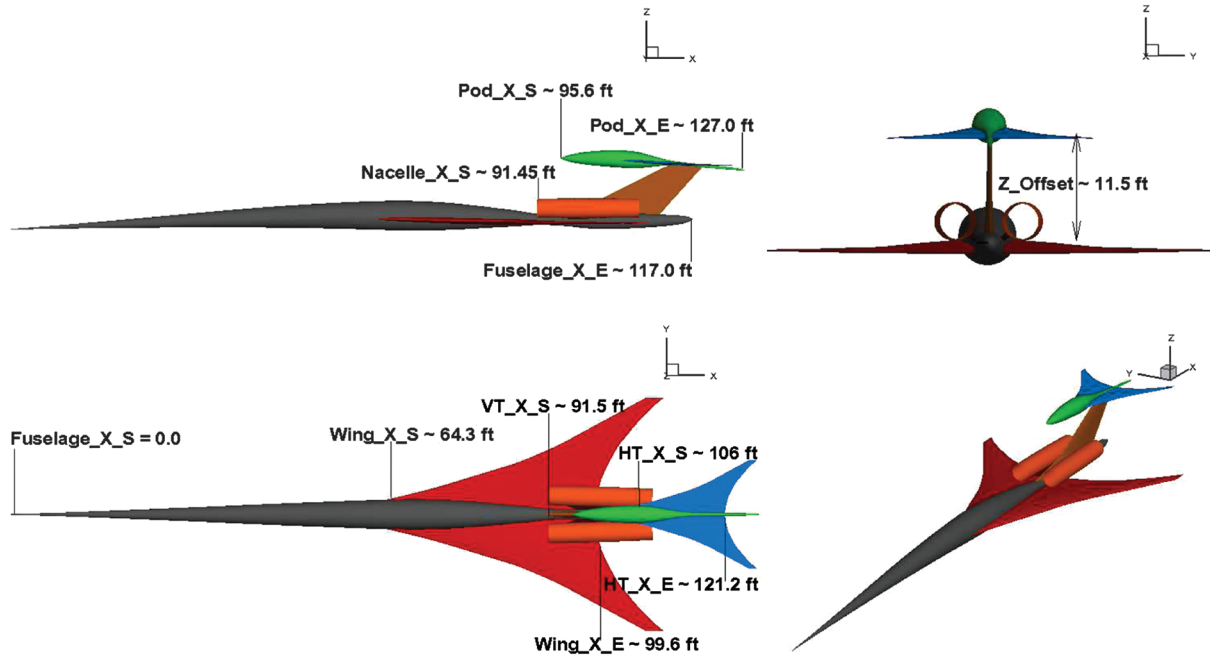 Z
X
Y
Pod_X_S ~ 95.6 ft
Pod_X_E ~ 127.0 ft
Nacelle_X_S ~ 91.45 ft
Fuselage_X_E ~ 117.0 ft
Z
X
Y
Z_Offset ~ 11.5 ft
Y
Z
X
VT_X_S ~ 91.5 ft
Fuselage_X_S = 0.0
Wing_X_S ~ 64.3 ft
HT_X_S ~ 106 ft
HT_X_E ~ 121.2 ft
Wing_X_E ~ 99.6 ft
Z
Y
X